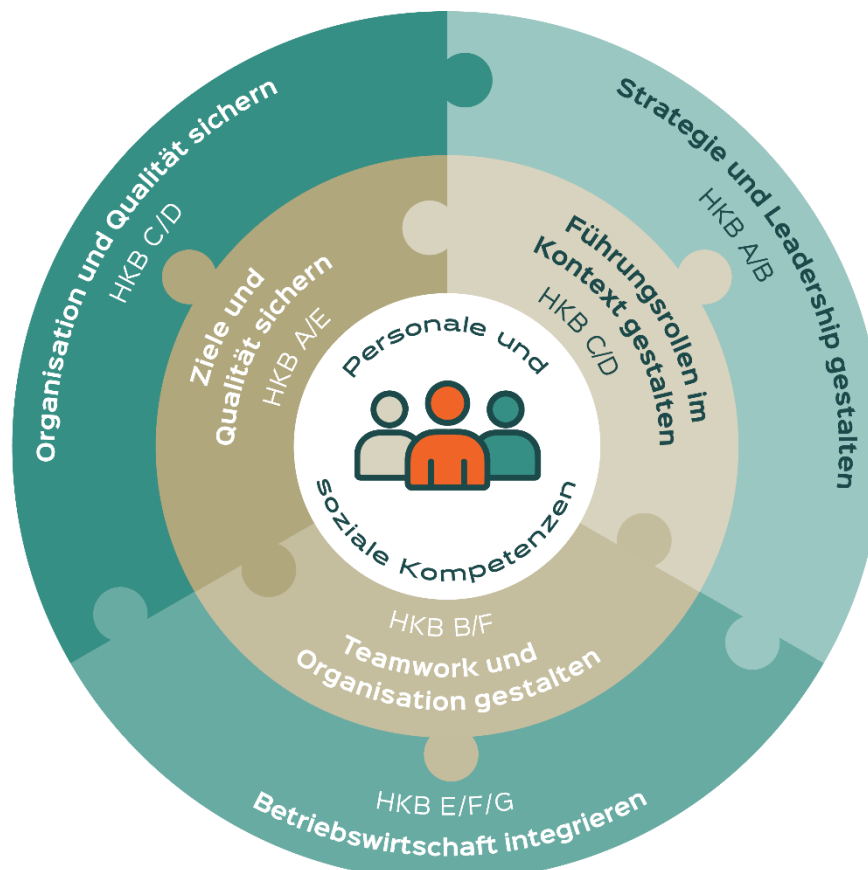 Organisation und Qualität sichern
HKB C/D
Strategie und Leadership gestalten
HKB A/B
Ziele und
Qualität sichern
HKB A/E
Führungsrollen im
Kontext gestalten
HKB C/D
Personale und
soziale Kompetenzen
HKB B/F
Teamwork und
Organisation gestalten
HKB E/F/G
Betriebswirtschaft integrieren